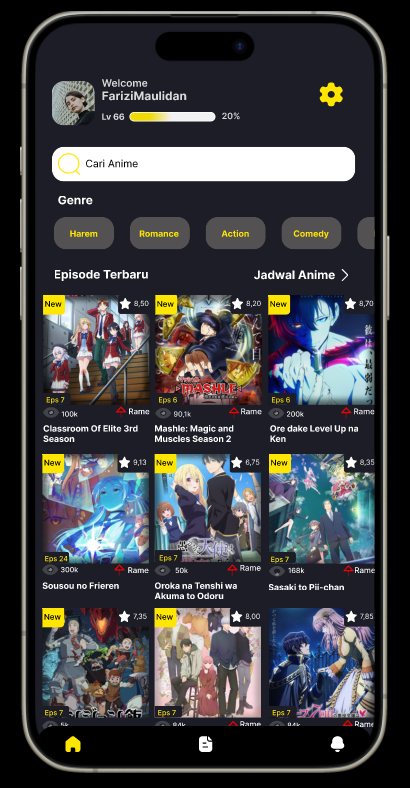 Welcome
FariziMaulidan
Lv 66 20%
Cari Anime
Genre
Harem Romance Action Comedy
Episode Terbaru Jadwal Anime
New 8,50 New 8,20 New 8,70
MASHLE
Eps 7 Eps 6 Eps 6
100k Rame 90,1k Rame 200k Rame
Classroom Of Elite 3rd
Season
Mashle: Magic and
Muscles Season 2
Ore dake Level Up na
Ken
New 9,13 New 6,75 New 8,35
Eps 24 Eps 7 Eps 7
300k Rame 50k Rame 168k Rame
Sousou no Frieren
Oroka na Tenshi wa
Akuma to Odoru
Sasaki to Pii-chan
New 7,35 New 8,00 New 7,85
Eps 7 Eps 7 Eps 7
5k Rame 84k Rame 84k Rame